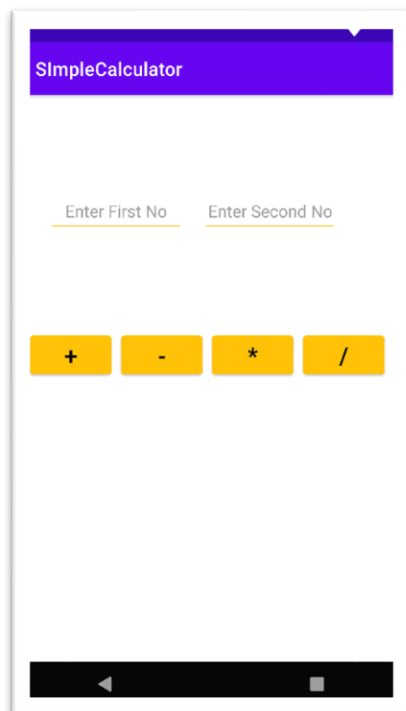 SImpleCalculator
Enter First No Enter Second No
+ - * /